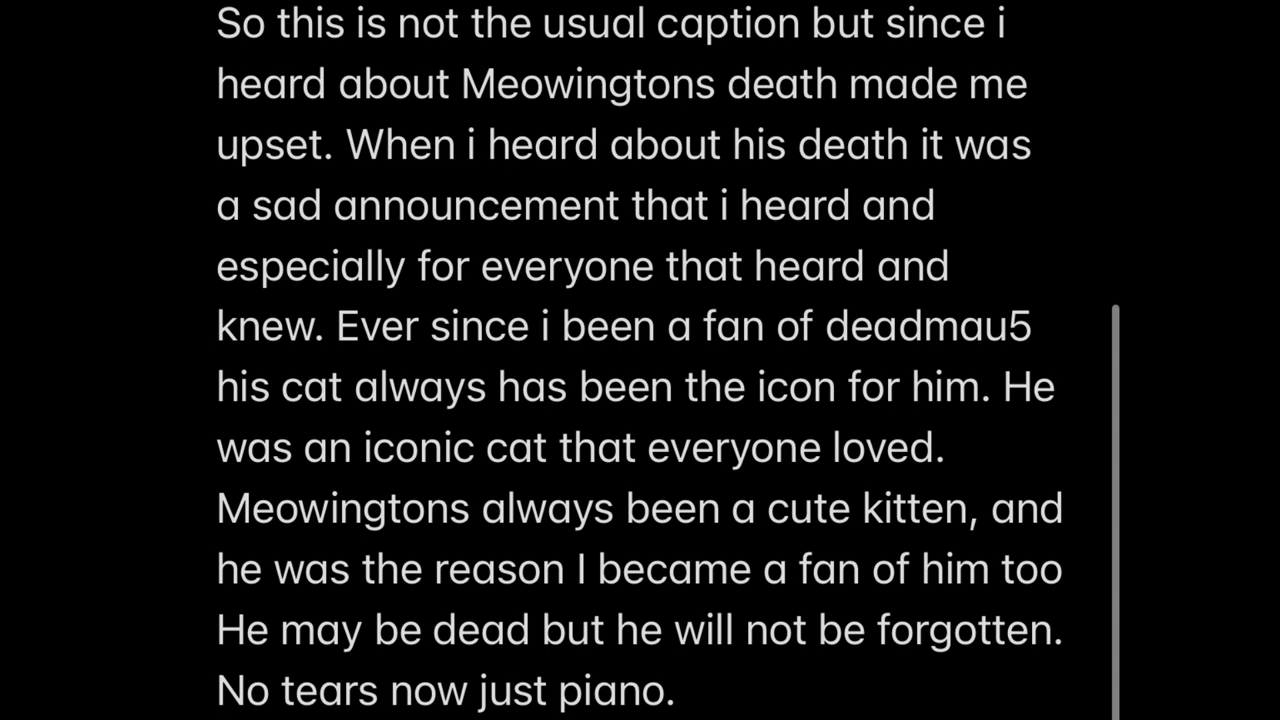 So this is not the usual caption but since i
heard about Meowingtons death made me
upset. When i heard about his death it was
a sad announcement that i heard and
especially for everyone that heard and
knew. Ever since i been a fan of deadmau5
his cat always has been the icon for him. He
was an iconic cat that everyone loved.
Meowingtons always been a cute kitten, and
he was the reason I became a fan of him too
He may be dead but he will not be forgotten.
No tears now just piano.